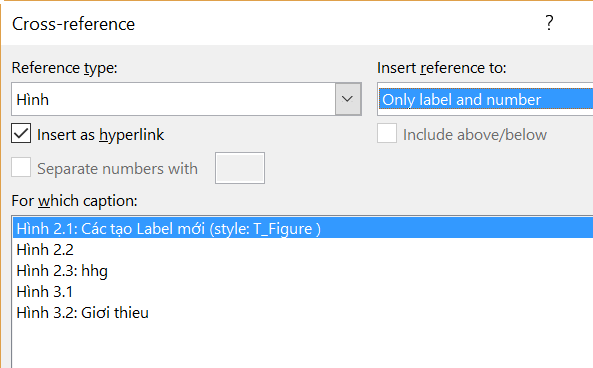 Cross-reference ?
Reference type: Insert reference to:
Hình Only label and number
Insert as hyperlink Include above/below
Separate numbers with
For which caption:
Hình 2.1: Các tạo Label mới (style: T_Figure )
Hình 2.2
Hình 2.3: hhg
Hình 3.1
Hình 3.2: Giơi thieu